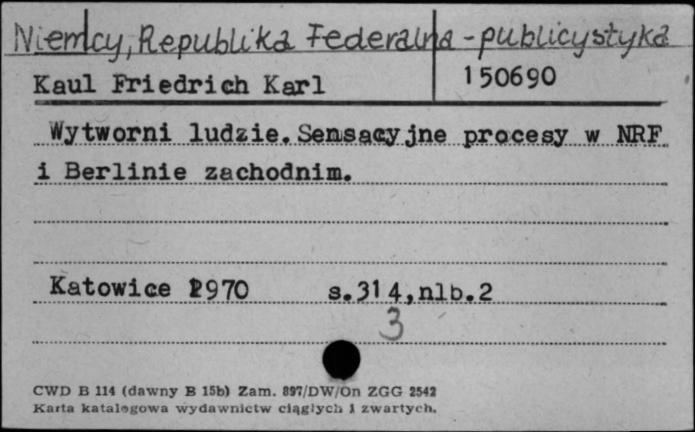 Niemcy, Republika Federalna - publicystyka
Kaul Friedrich Karl 150690
Wytworni ludzie. Sensacyjne procesy w NRF
i Berlinie zachodnim.
Katowice 1970 s.314,nlb.2
3
CWD B 114 (dawny B 15b) Zam. 897/DW/On ZGG 2542
Karta katalogowa wydawnictw ciągłych i zwartych.